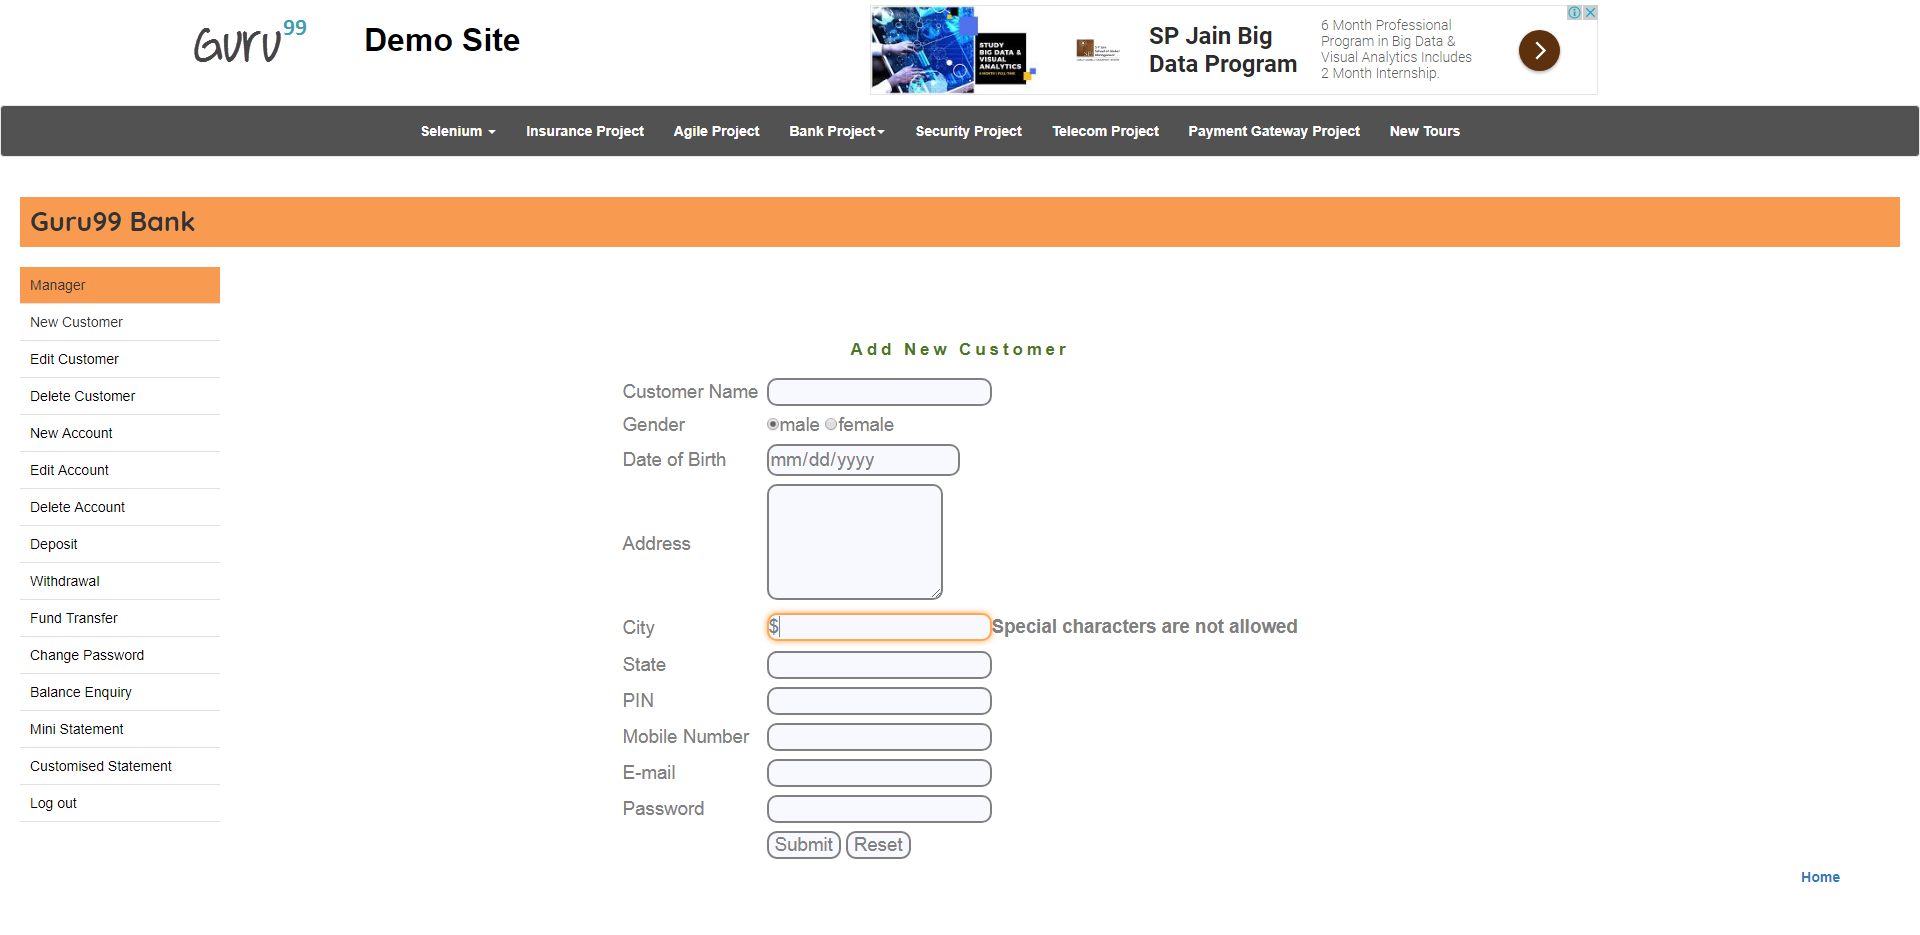 Guru99
Demo Site
STUDY
BIG DATA &
VISUAL
ANALYTICS
SP Jain Big
Data Program
6 Month Professional
Program in Big Data &
Visual Analytics Includes
2 Month Internship.
Selenium
Insurance Project
Agile Project
Bank Project
Security Project
Telecom Project
Payment Gateway Project
New Tours
Guru99 Bank
Manager
New Customer
Edit Customer
Delete Customer
New Account
Edit Account
Delete Account
Deposit
Withdrawal
Fund Transfer
Change Password
Balance Enquiry
Mini Statement
Customised Statement
Log out
Add New Customer
Customer Name
Gender male female
Date of Birth mm/dd/yyyy
Address
City $ Special characters are not allowed
State
PIN
Mobile Number
E-mail
Password
Submit Reset
Home